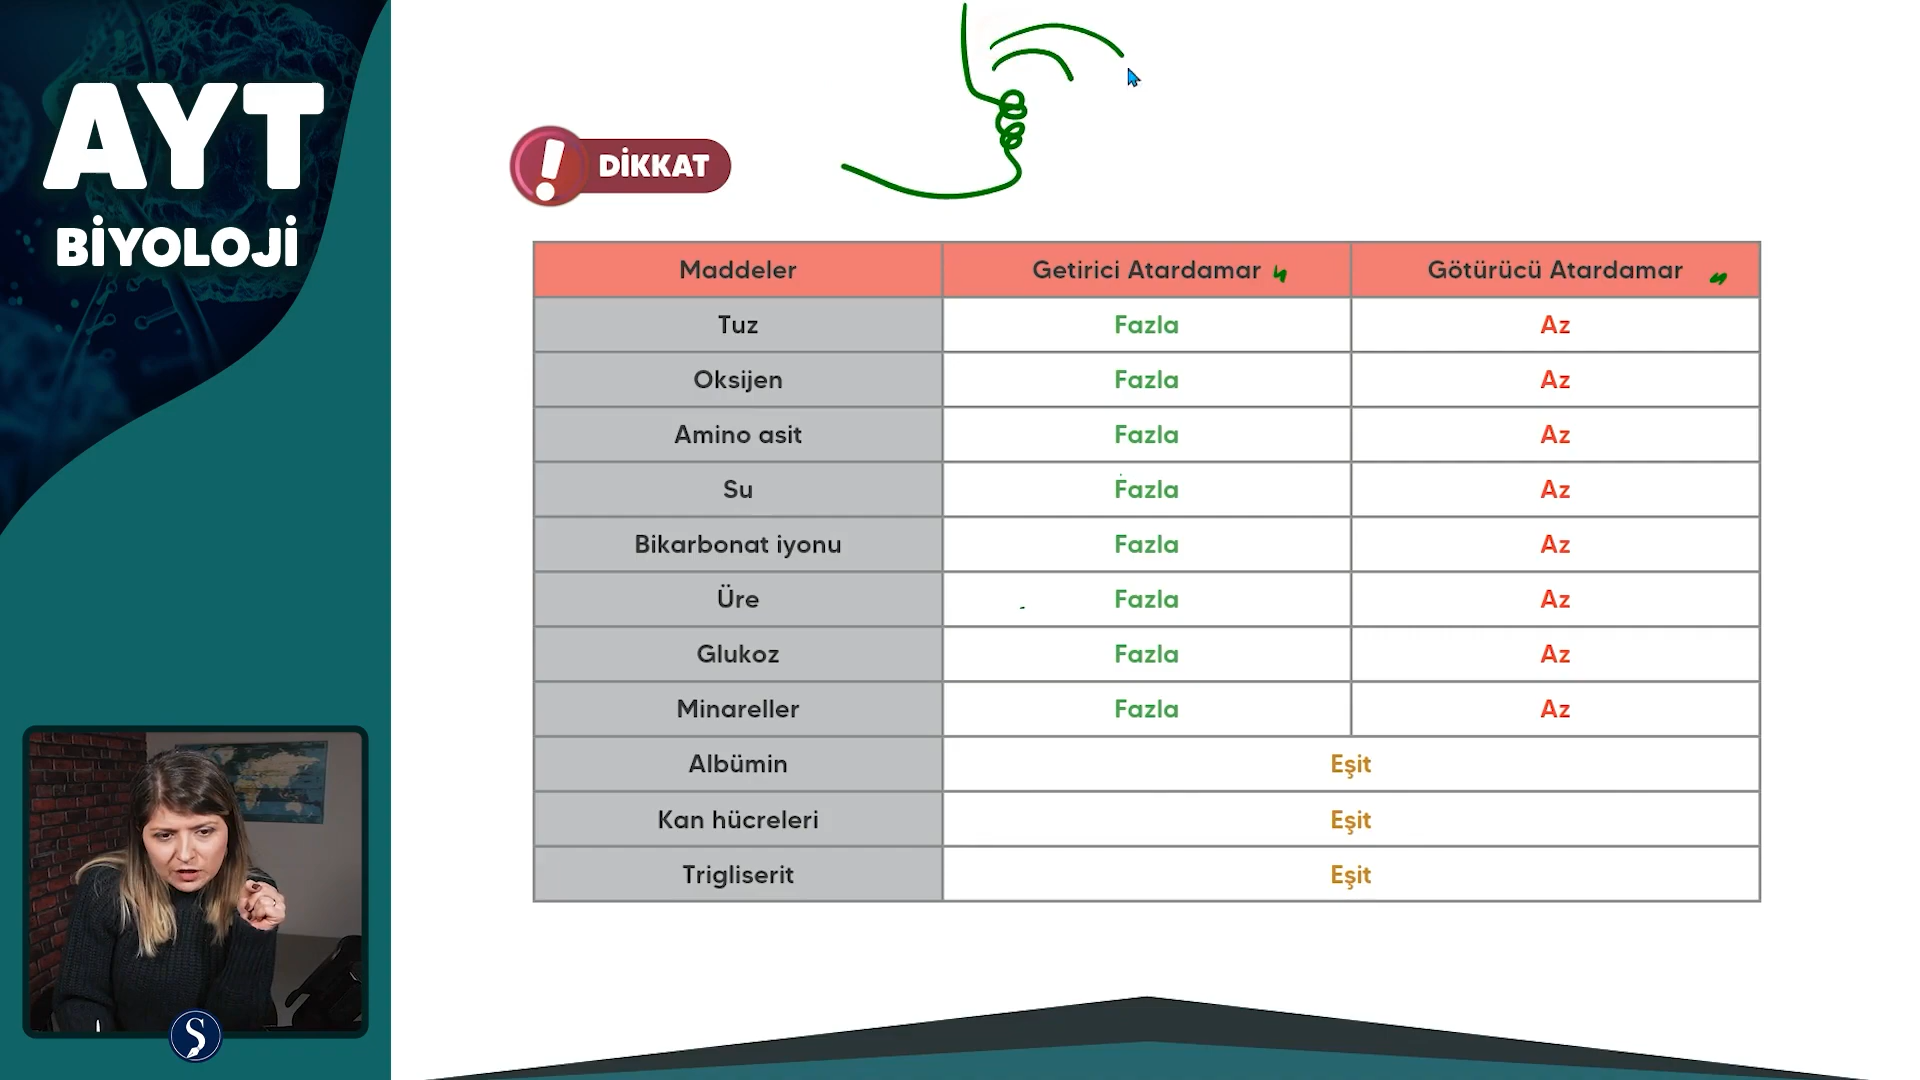 AYT
BİYOLOJİ
DİKKAT
Maddeler Getirici Atardamar Götürücü Atardamar
Tuz Fazla Az
Oksijen Fazla Az
Amino asit Fazla Az
Su Fazla Az
Bikarbonat iyonu Fazla Az
Üre Fazla Az
Glukoz Fazla Az
Minareller Fazla Az
Albümin Eşit
Kan hücreleri Eşit
Trigliserit Eşit
S